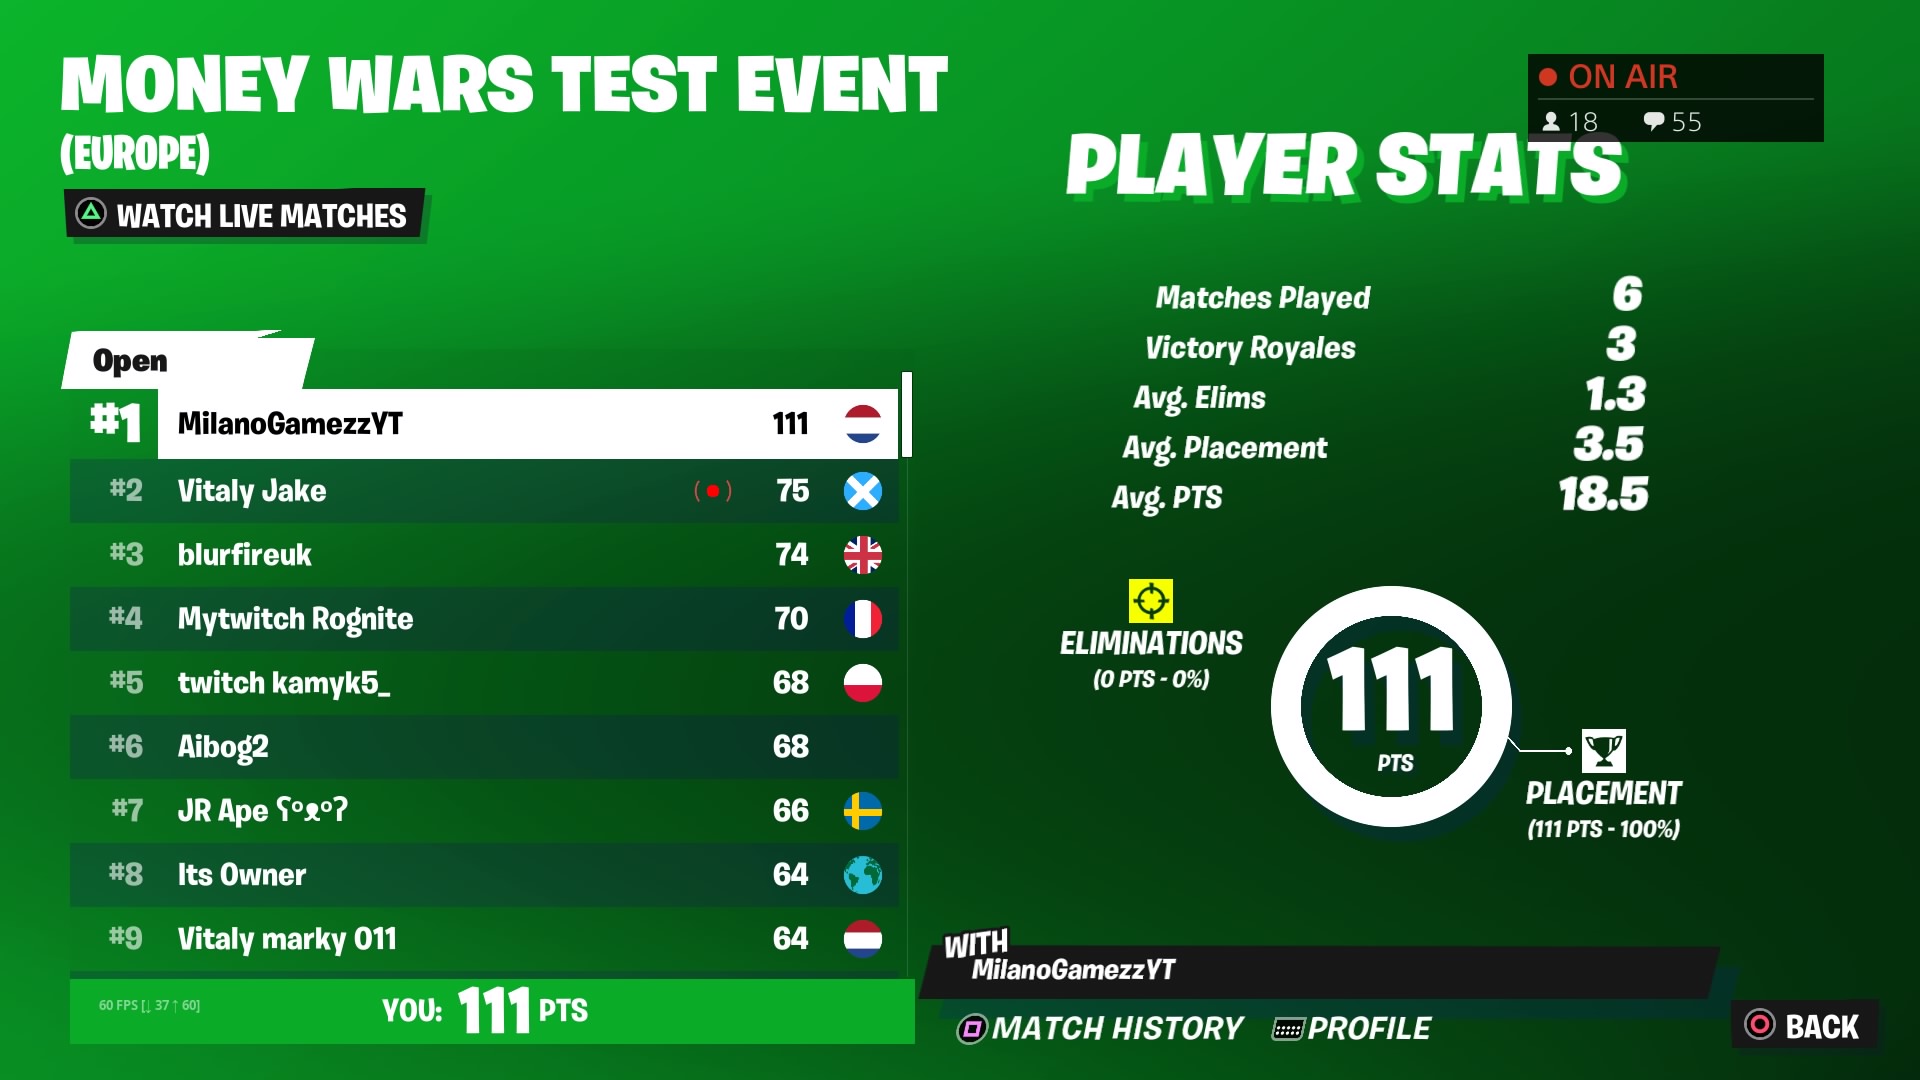 MONEY WARS TEST EVENT
(EUROPE)
WATCH LIVE MATCHES
ON AIR
18 55
PLAYER STATS
Open
#1 MilanoGamezzYT 111
#2 Vitaly Jake 75
#3 blurfireuk 74
#4 Mytwitch Rognite 70
#5 twitch kamyk5_ 68
#6 Aibog2 68
#7 JR Ape ʕºᴥºʔ 66
#8 Its Owner 64
#9 Vitaly marky 011 64
60 FPS [↓ 37 ↑ 60]
YOU: 111 PTS
Matches Played 6
Victory Royales 3
Avg. Elims 1.3
Avg. Placement 3.5
Avg. PTS 18.5
ELIMINATIONS
(0 PTS - 0%)
111
PTS
PLACEMENT
(111 PTS - 100%)
WITH
MilanoGamezzYT
MATCH HISTORY PROFILE
BACK